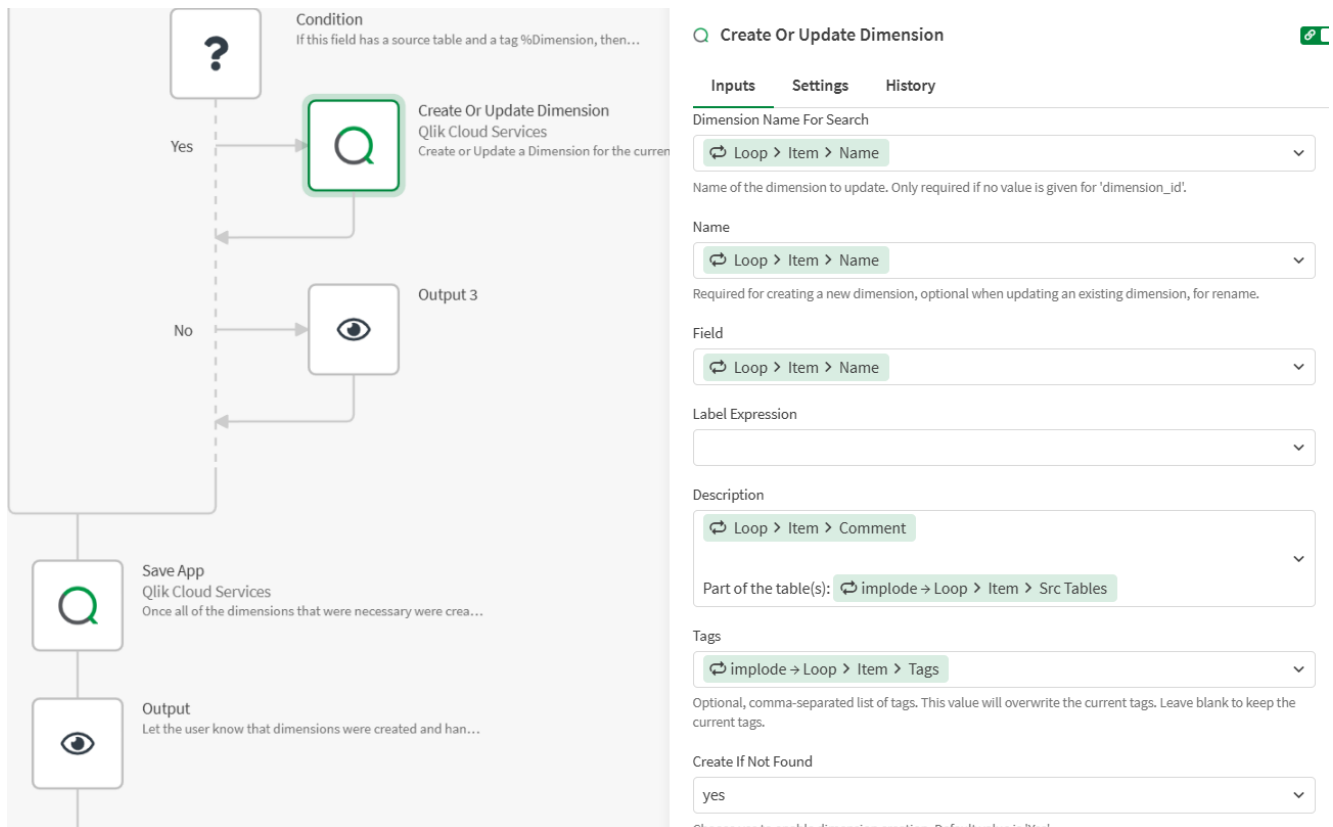 Condition
If this field has a source table and a tag %Dimension, then...
Create Or Update Dimension
Qlik Cloud Services
Create or Update a Dimension for the curren
Yes
Output 3
No
Save App
Qlik Cloud Services
Once all of the dimensions that were necessary were crea...
Output
Let the user know that dimensions were created and han...
Create Or Update Dimension
Inputs Settings History
Dimension Name For Search
Loop > Item > Name
Name of the dimension to update. Only required if no value is given for 'dimension_id'.
Name
Loop > Item > Name
Required for creating a new dimension, optional when updating an existing dimension, for rename.
Field
Loop > Item > Name
Label Expression
Description
Loop > Item > Comment
Part of the table(s): implode → Loop > Item > Src Tables
Tags
implode → Loop > Item > Tags
Optional, comma-separated list of tags. This value will overwrite the current tags. Leave blank to keep the
current tags.
Create If Not Found
yes